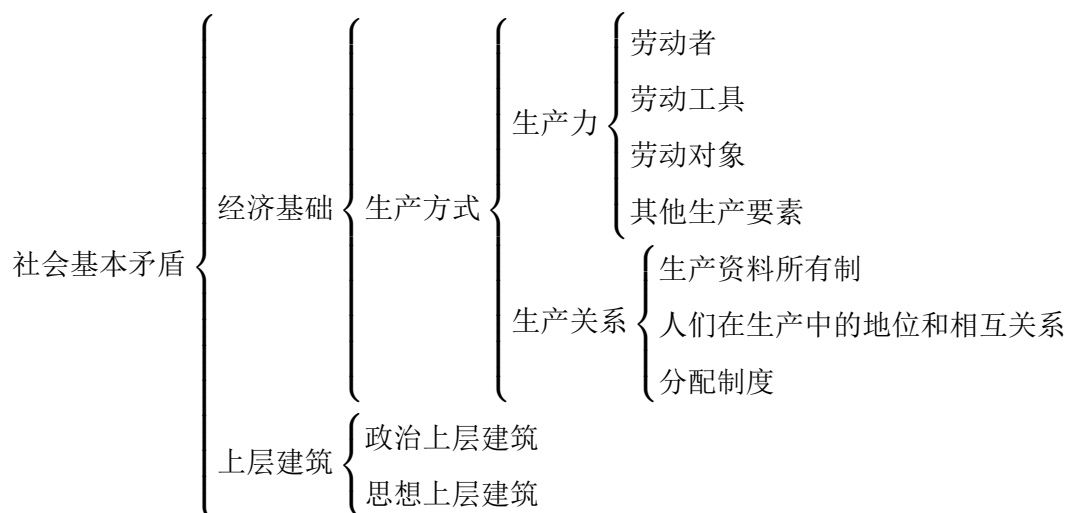 社会基本矛盾
经济基础
生产方式
生产力
劳动者
劳动工具
劳动对象
其他生产要素
生产关系
生产资料所有制
人们在生产中的地位和相互关系
分配制度
上层建筑
政治上层建筑
思想上层建筑